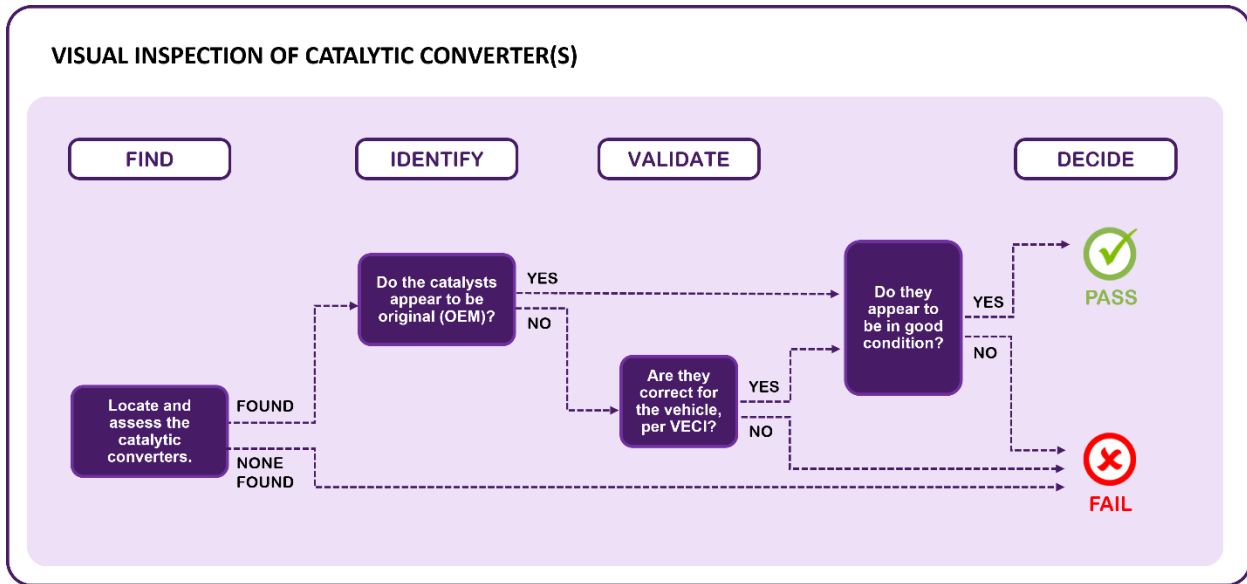 VISUAL INSPECTION OF CATALYTIC CONVERTER(S)
FIND
IDENTIFY
VALIDATE
DECIDE
Locate and
assess the
catalytic
converters.
FOUND
NONE
FOUND
Do the catalysts
appear to be
original (OEM)?
YES
NO
Are they
correct for
the vehicle,
per VECI?
YES
NO
Do they
appear to
be in good
condition?
YES
NO
PASS
FAIL